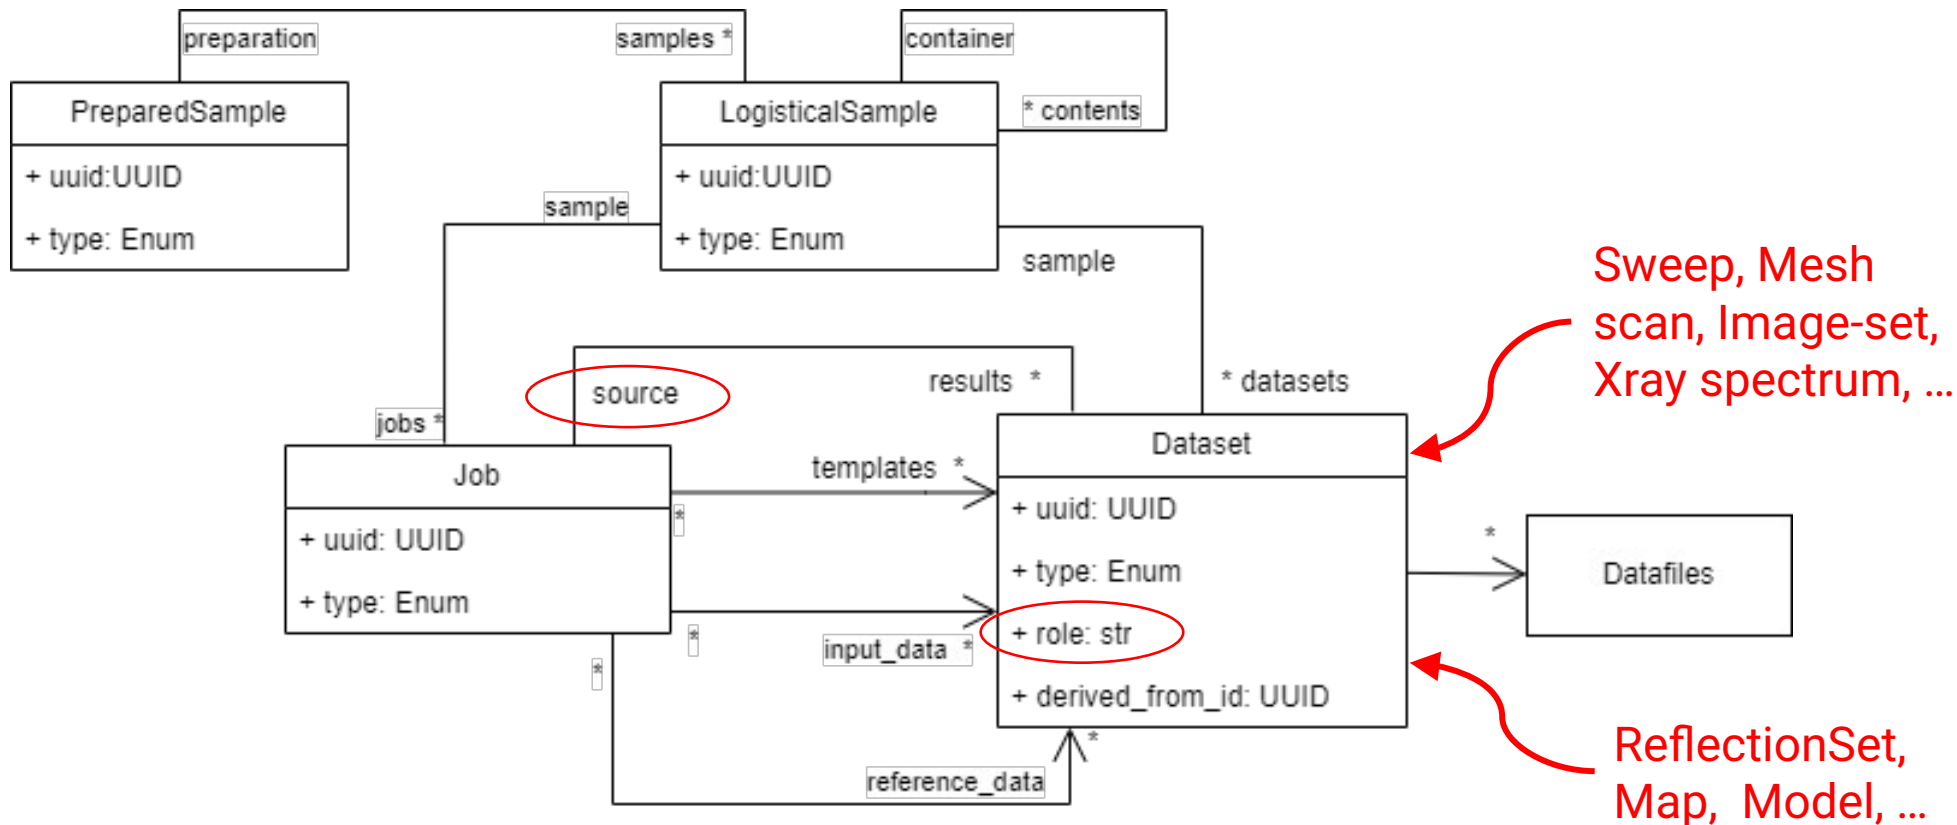 preparation
samples *
container
PreparedSample
LogisticalSample
* contents
+ uuid:UUID
+ type: Enum
+ uuid:UUID
+ type: Enum
sample
sample
Sweep, Mesh
scan, Image-set,
Xray spectrum, ...
source
results *
* datasets
jobs *
Job
templates *
Dataset
*
+ uuid: UUID
+ type: Enum
+ uuid: UUID
+ type: Enum
+ role: str
+ derived_from_id: UUID
*
Datafiles
*
input_data *
*
*
reference_data
ReflectionSet,
Map, Model, ...